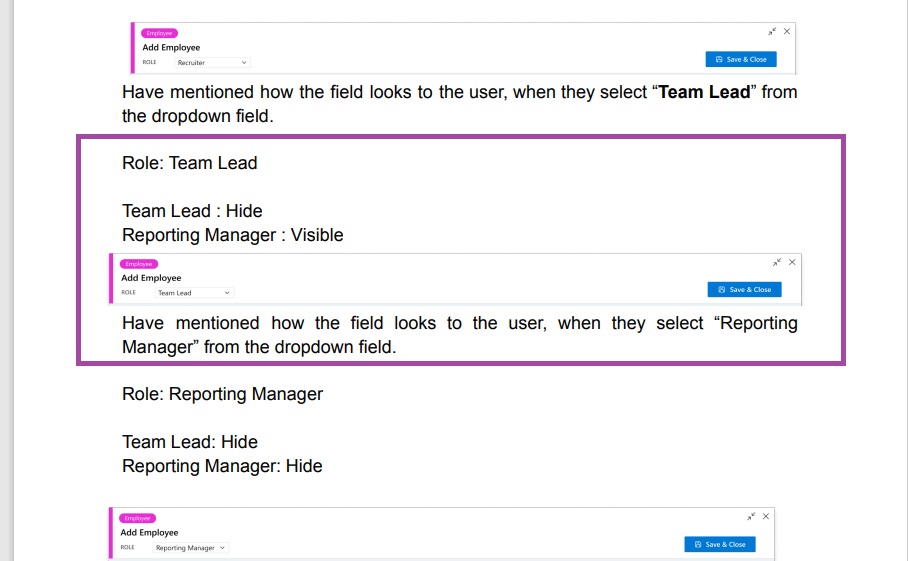 Employee
Add Employee
ROLE Recruiter
Save & Close
Have mentioned how the field looks to the user, when they select “Team Lead” from
the dropdown field.
Role: Team Lead
Team Lead : Hide
Reporting Manager : Visible
Employee
Add Employee
ROLE Team Lead
Save & Close
Have mentioned how the field looks to the user, when they select “Reporting
Manager” from the dropdown field.
Role: Reporting Manager
Team Lead: Hide
Reporting Manager: Hide
Employee
Add Employee
ROLE Reporting Manager
Save & Close